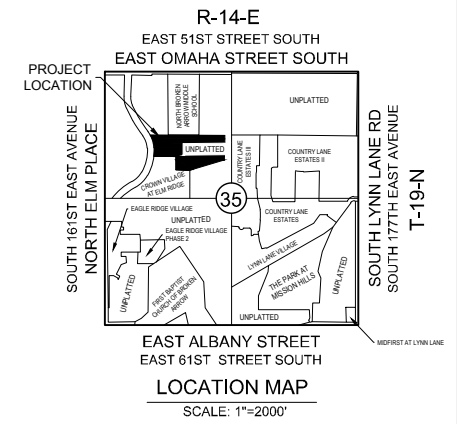 R-14-E
EAST 51ST STREET SOUTH
EAST OMAHA STREET SOUTH
PROJECT
LOCATION
NORTH BROKEN
ARROW MIDDLE
SCHOOL
UNPLATTED
UNPLATTED
COUNTRY LANE
ESTATES III
COUNTRY LANE
ESTATES II
CROWN VILLAGE
AT ELM RIDGE
SOUTH 161ST EAST AVENUE
NORTH ELM PLACE
SOUTH LYNN LANE RD
SOUTH 177TH EAST AVENUE
T-19-N
35
EAGLE RIDGE VILLAGE
UNPLATTED
EAGLE RIDGE VILLAGE
PHASE 2
COUNTRY LANE
ESTATES
LYNN LANE VILLAGE
THE PARK AT
MISSION HILLS
UNPLATTED
UNPLATTED
FIRST BAPTIST
CHURCH OF BROKEN
ARROW
UNPLATTED
MIDFIRST AT LYNN LANE
EAST ALBANY STREET
EAST 61ST STREET SOUTH
LOCATION MAP
SCALE: 1"=2000'